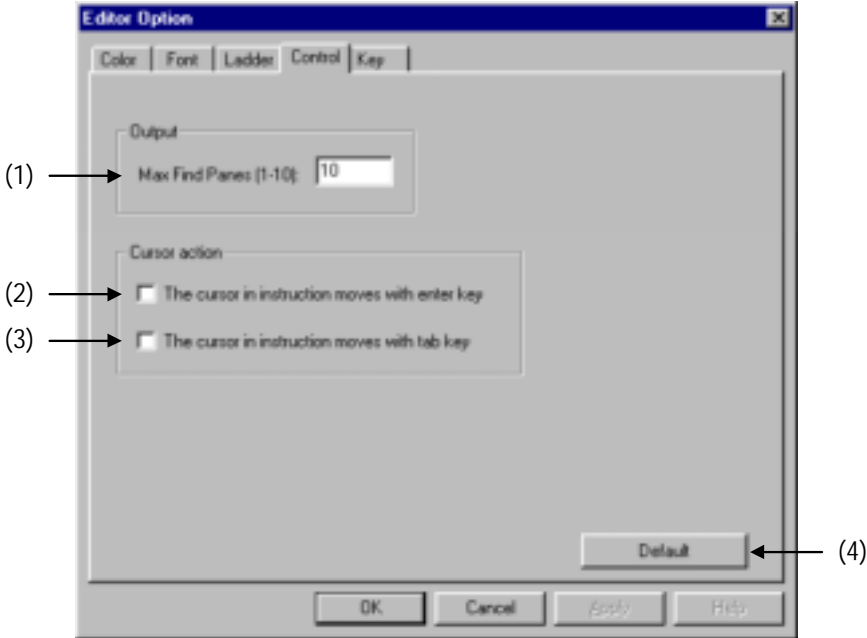 Editor Option
Color Font Ladder Control Key
Output
(1) Max Find Panes (1-10): 10
Cursor action
(2) The cursor in instruction moves with enter key
(3) The cursor in instruction moves with tab key
Default (4)
OK Cancel Apply Help